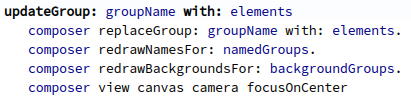 updateGroup: groupName with: elements
composer replaceGroup: groupName with: elements.
composer redrawNamesFor: namedGroups.
composer redrawBackgroundsFor: backgroundGroups.
composer view canvas camera focusOnCenter